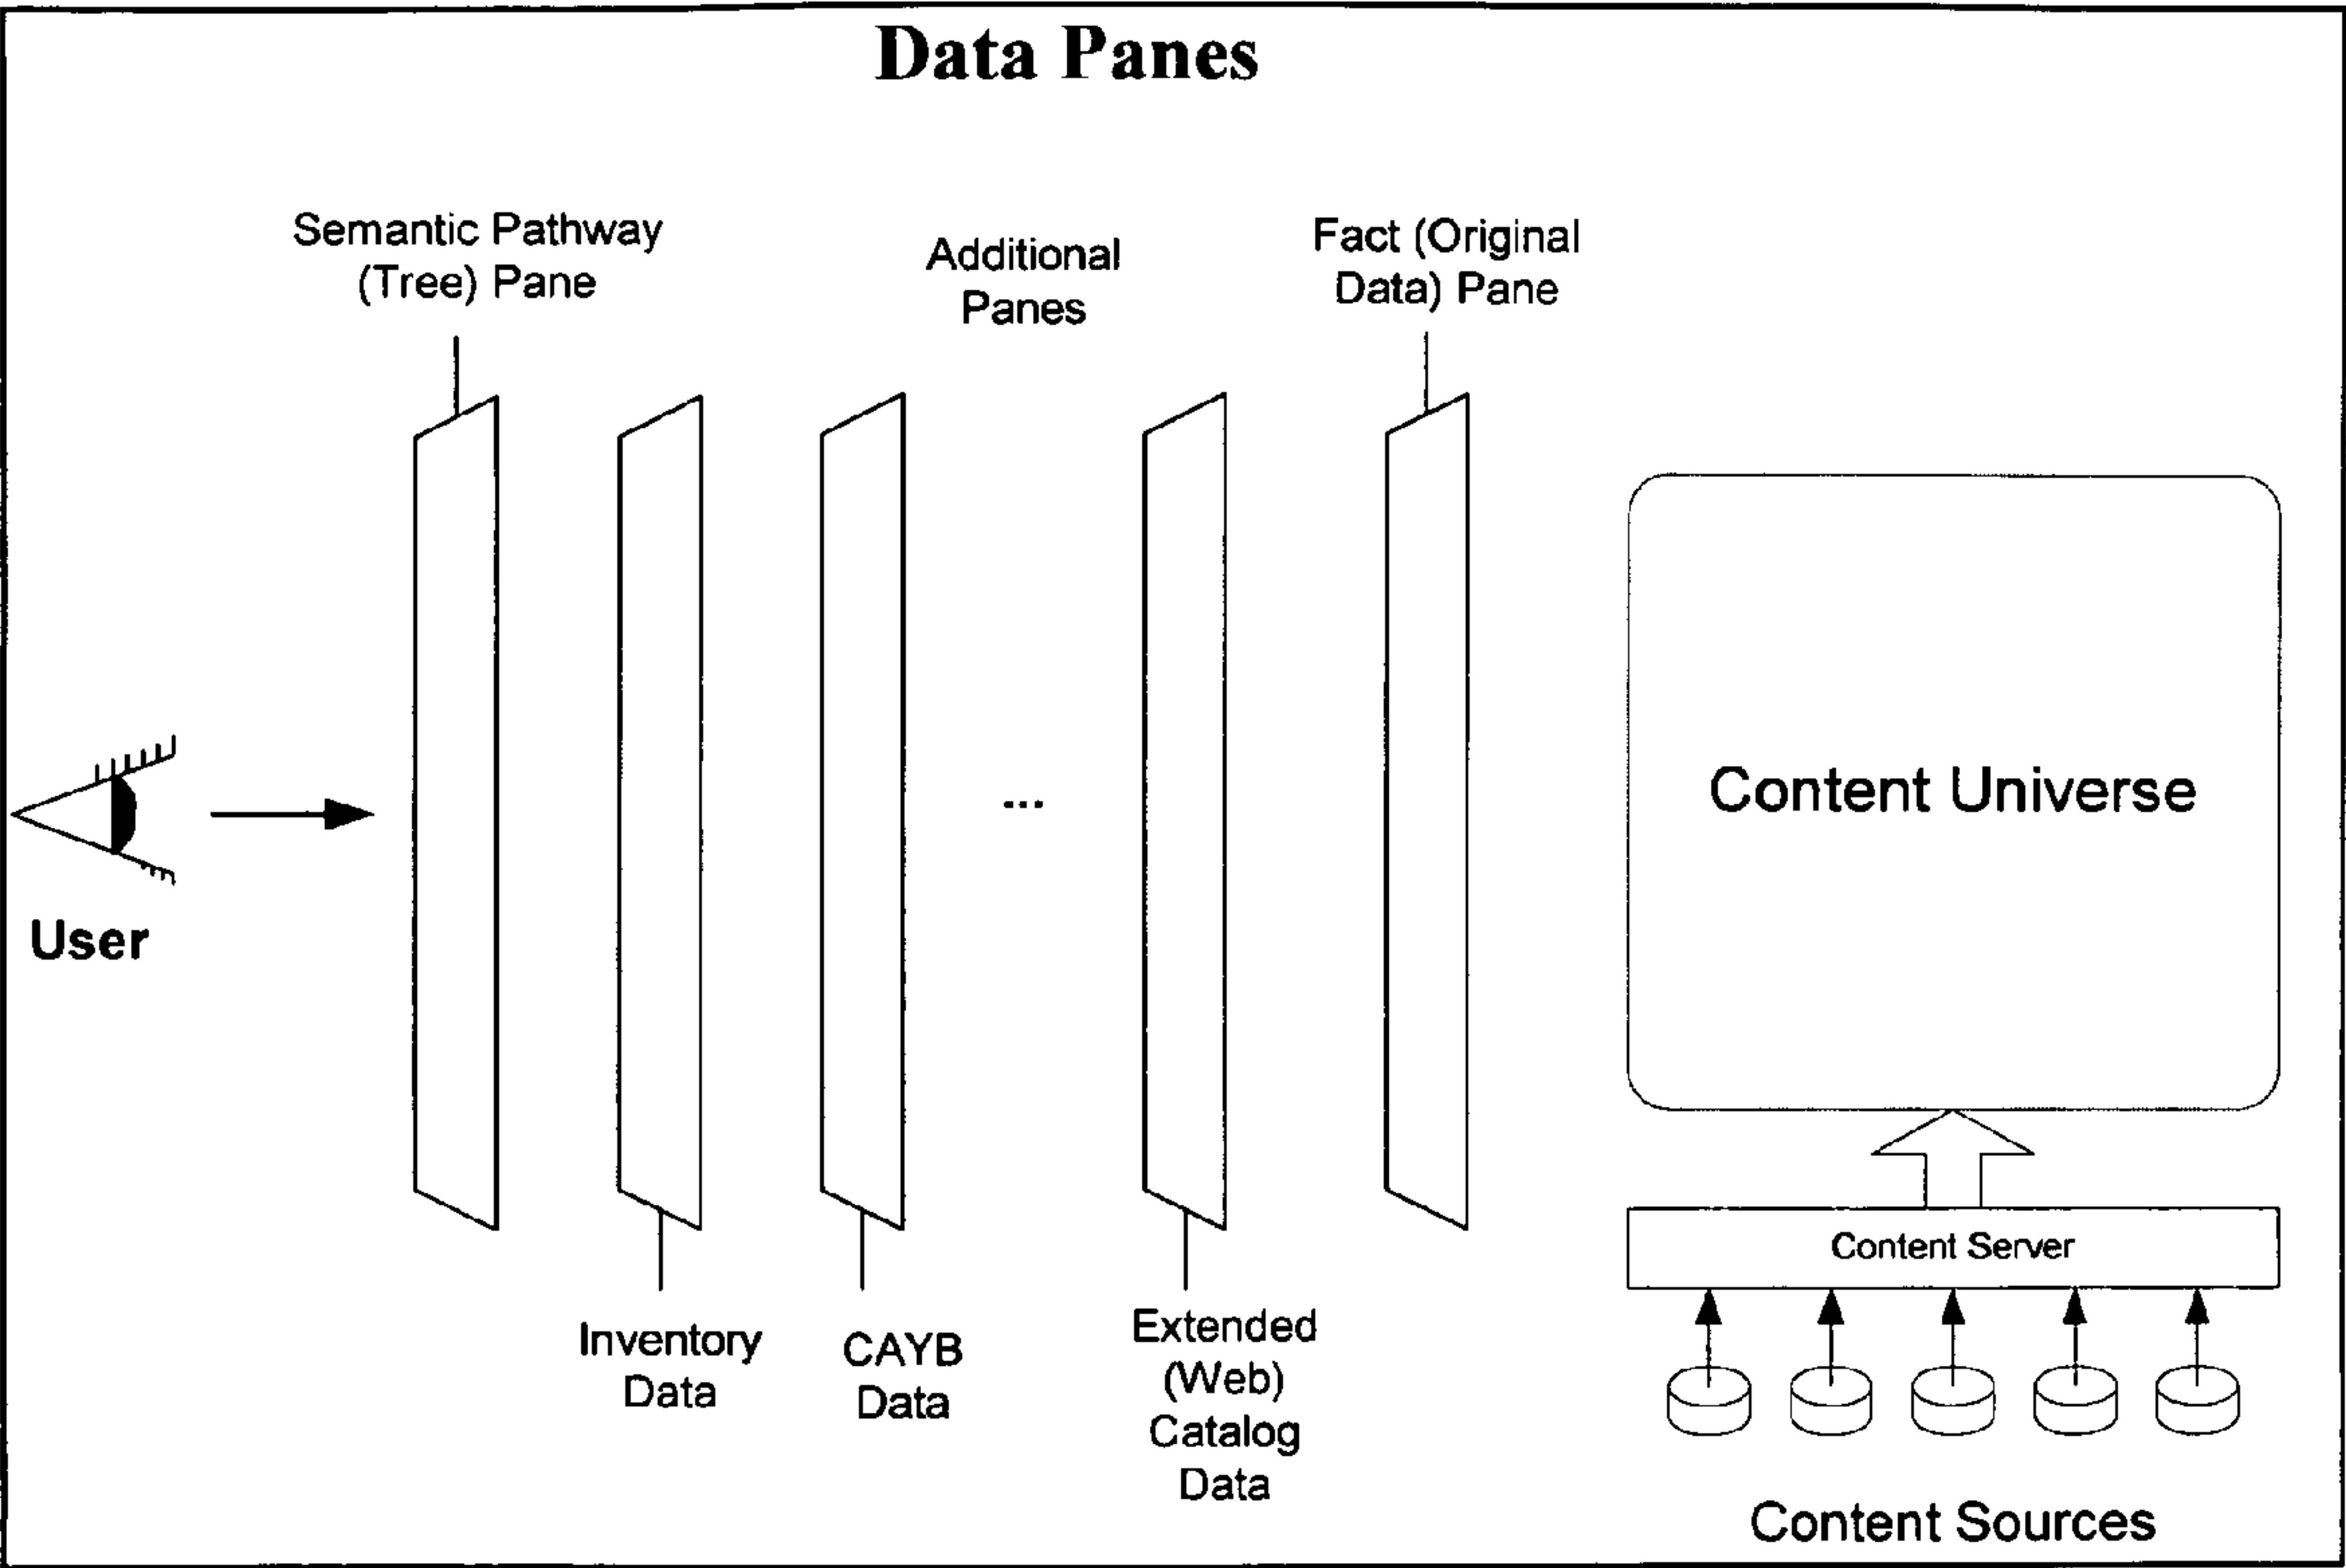 Data Panes
Semantic Pathway
(Tree) Pane
Additional
Panes
Fact (Original
Data) Pane
...
Content Universe
User
Content Server
Inventory
Data
CAYB
Data
Extended
(Web)
Catalog
Data
Content Sources